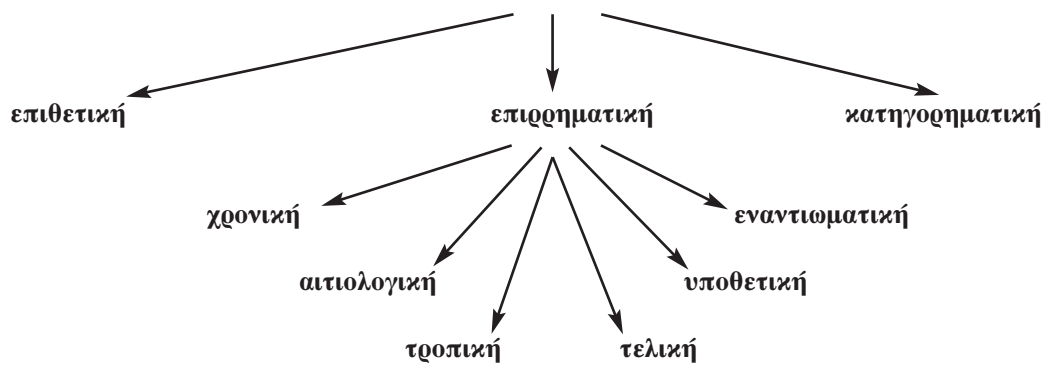 επιθετική επιρρηματική κατηγορηματική
χρονική εναντιωματική
αιτιολογική υποθετική
τροπική τελική